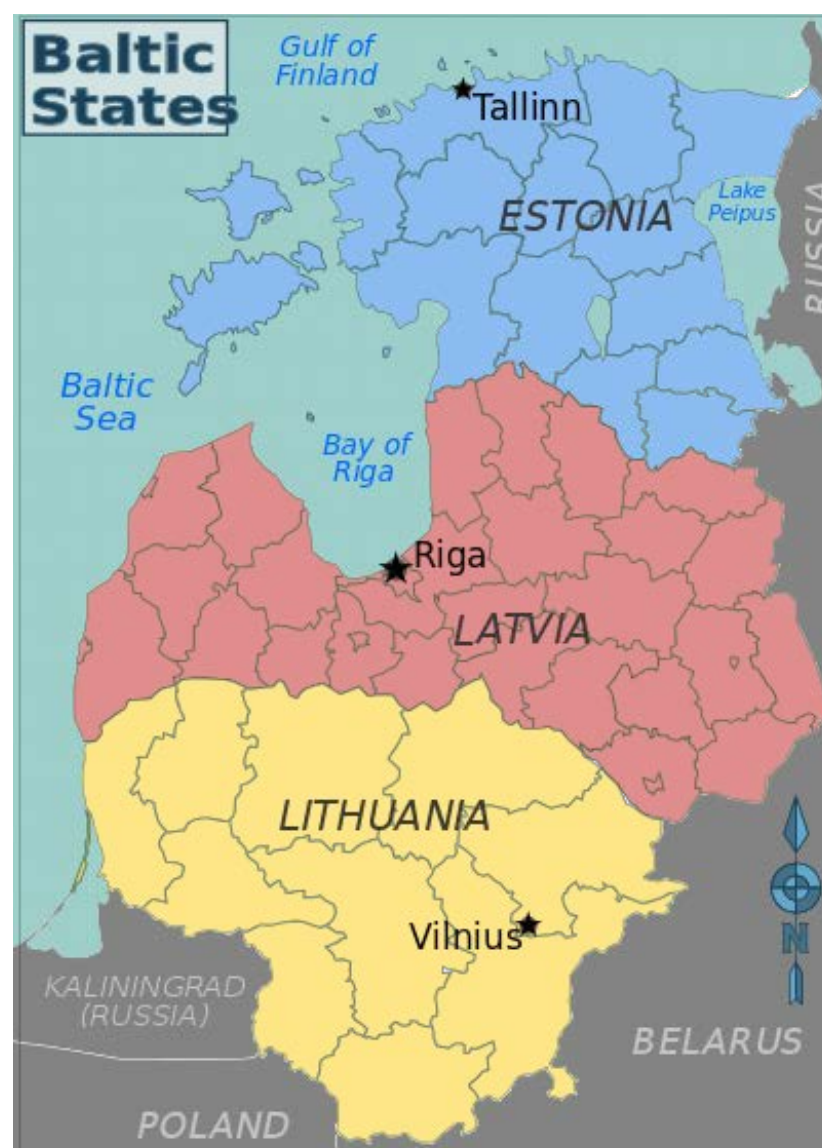 Baltic
States
Gulf of
Finland
Tallinn
ESTONIA
Lake
Peipus
RUSSIA
Baltic
Sea
Bay of
Riga
Riga
LATVIA
LITHUANIA
Vilnius
N
KALININGRAD
(RUSSIA)
BELARUS
POLAND